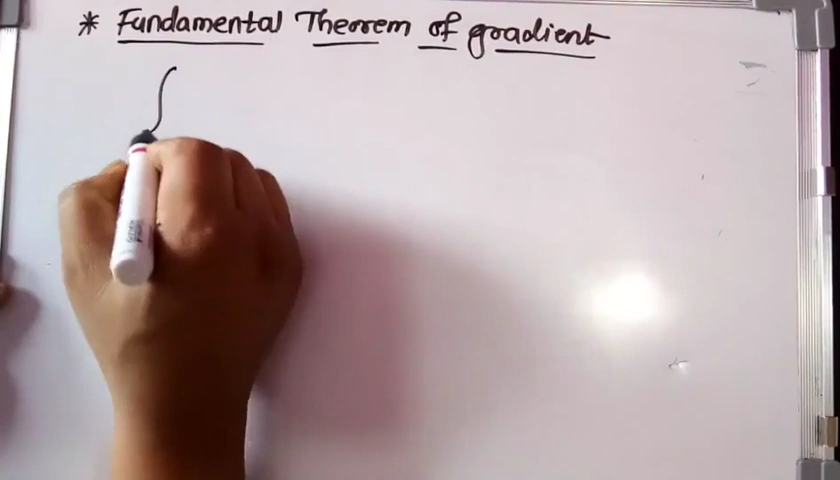 * Fundamental Theorem of gradient
∫